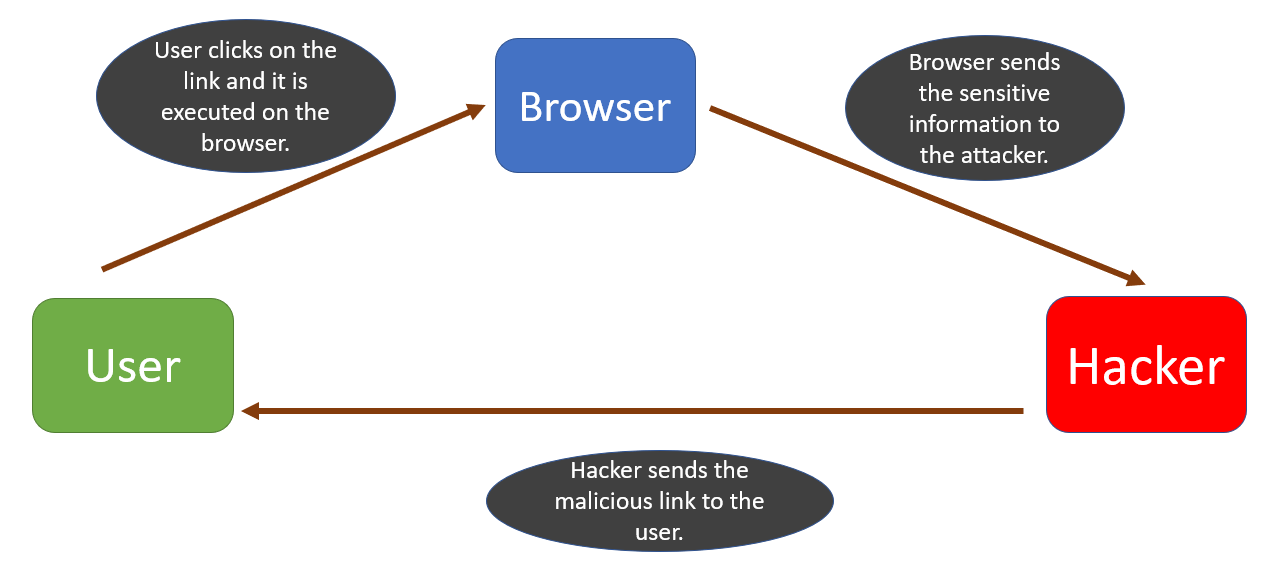 User clicks on the
link and it is
executed on the
browser.
Browser
Browser sends
the sensitive
information to
the attacker.
User
Hacker
Hacker sends the
malicious link to the
user.